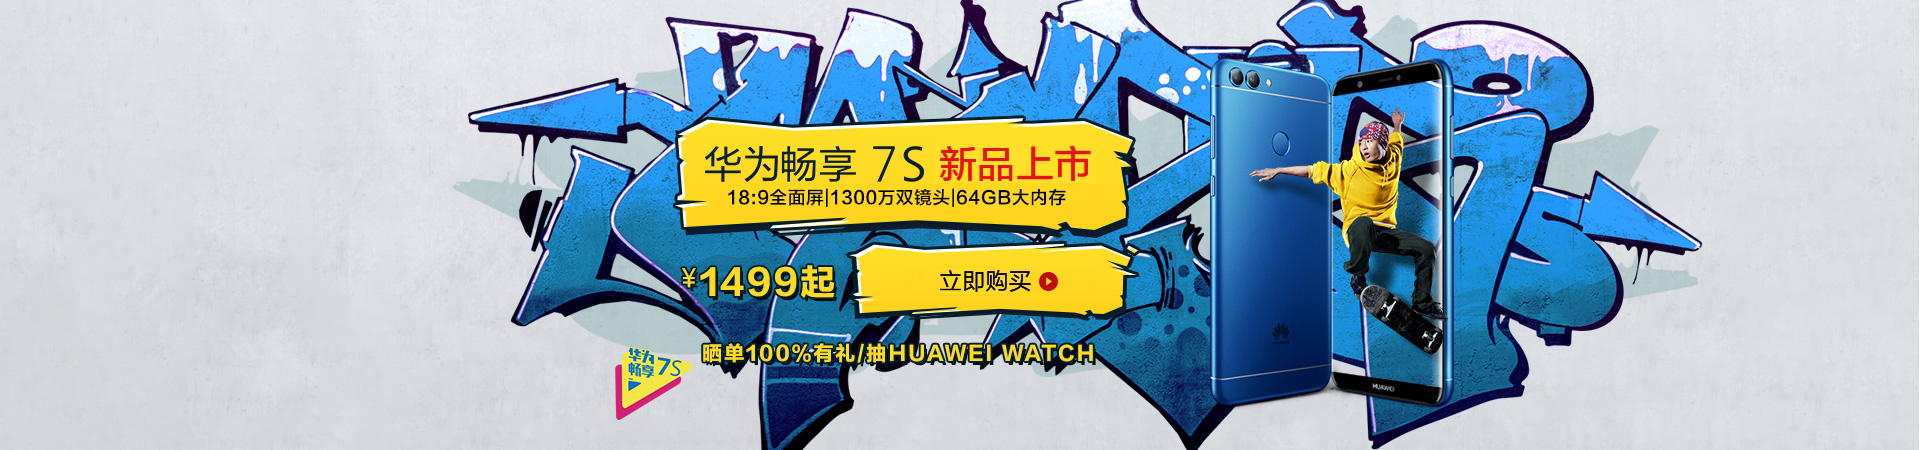 华为畅享 7S 新品上市
18:9全面屏|1300万双镜头|64GB大内存
¥1499起
立即购买
晒单100%有礼/抽HUAWEI WATCH
华为
畅享 7S
HUAWEI